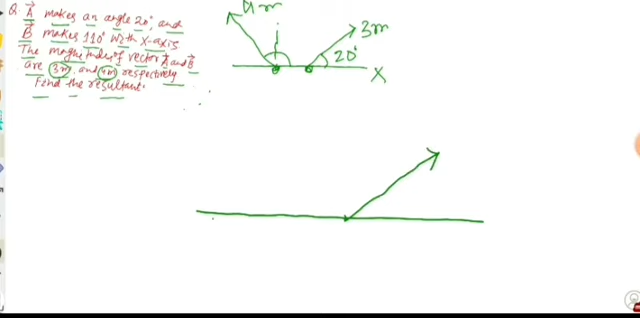 Q. A makes an angle 20°, and
B makes 110° with X-axis
The magnitudes of vector A and B
are 3m and 4m respectively
Find the resultant.
4m
3m
20°
X